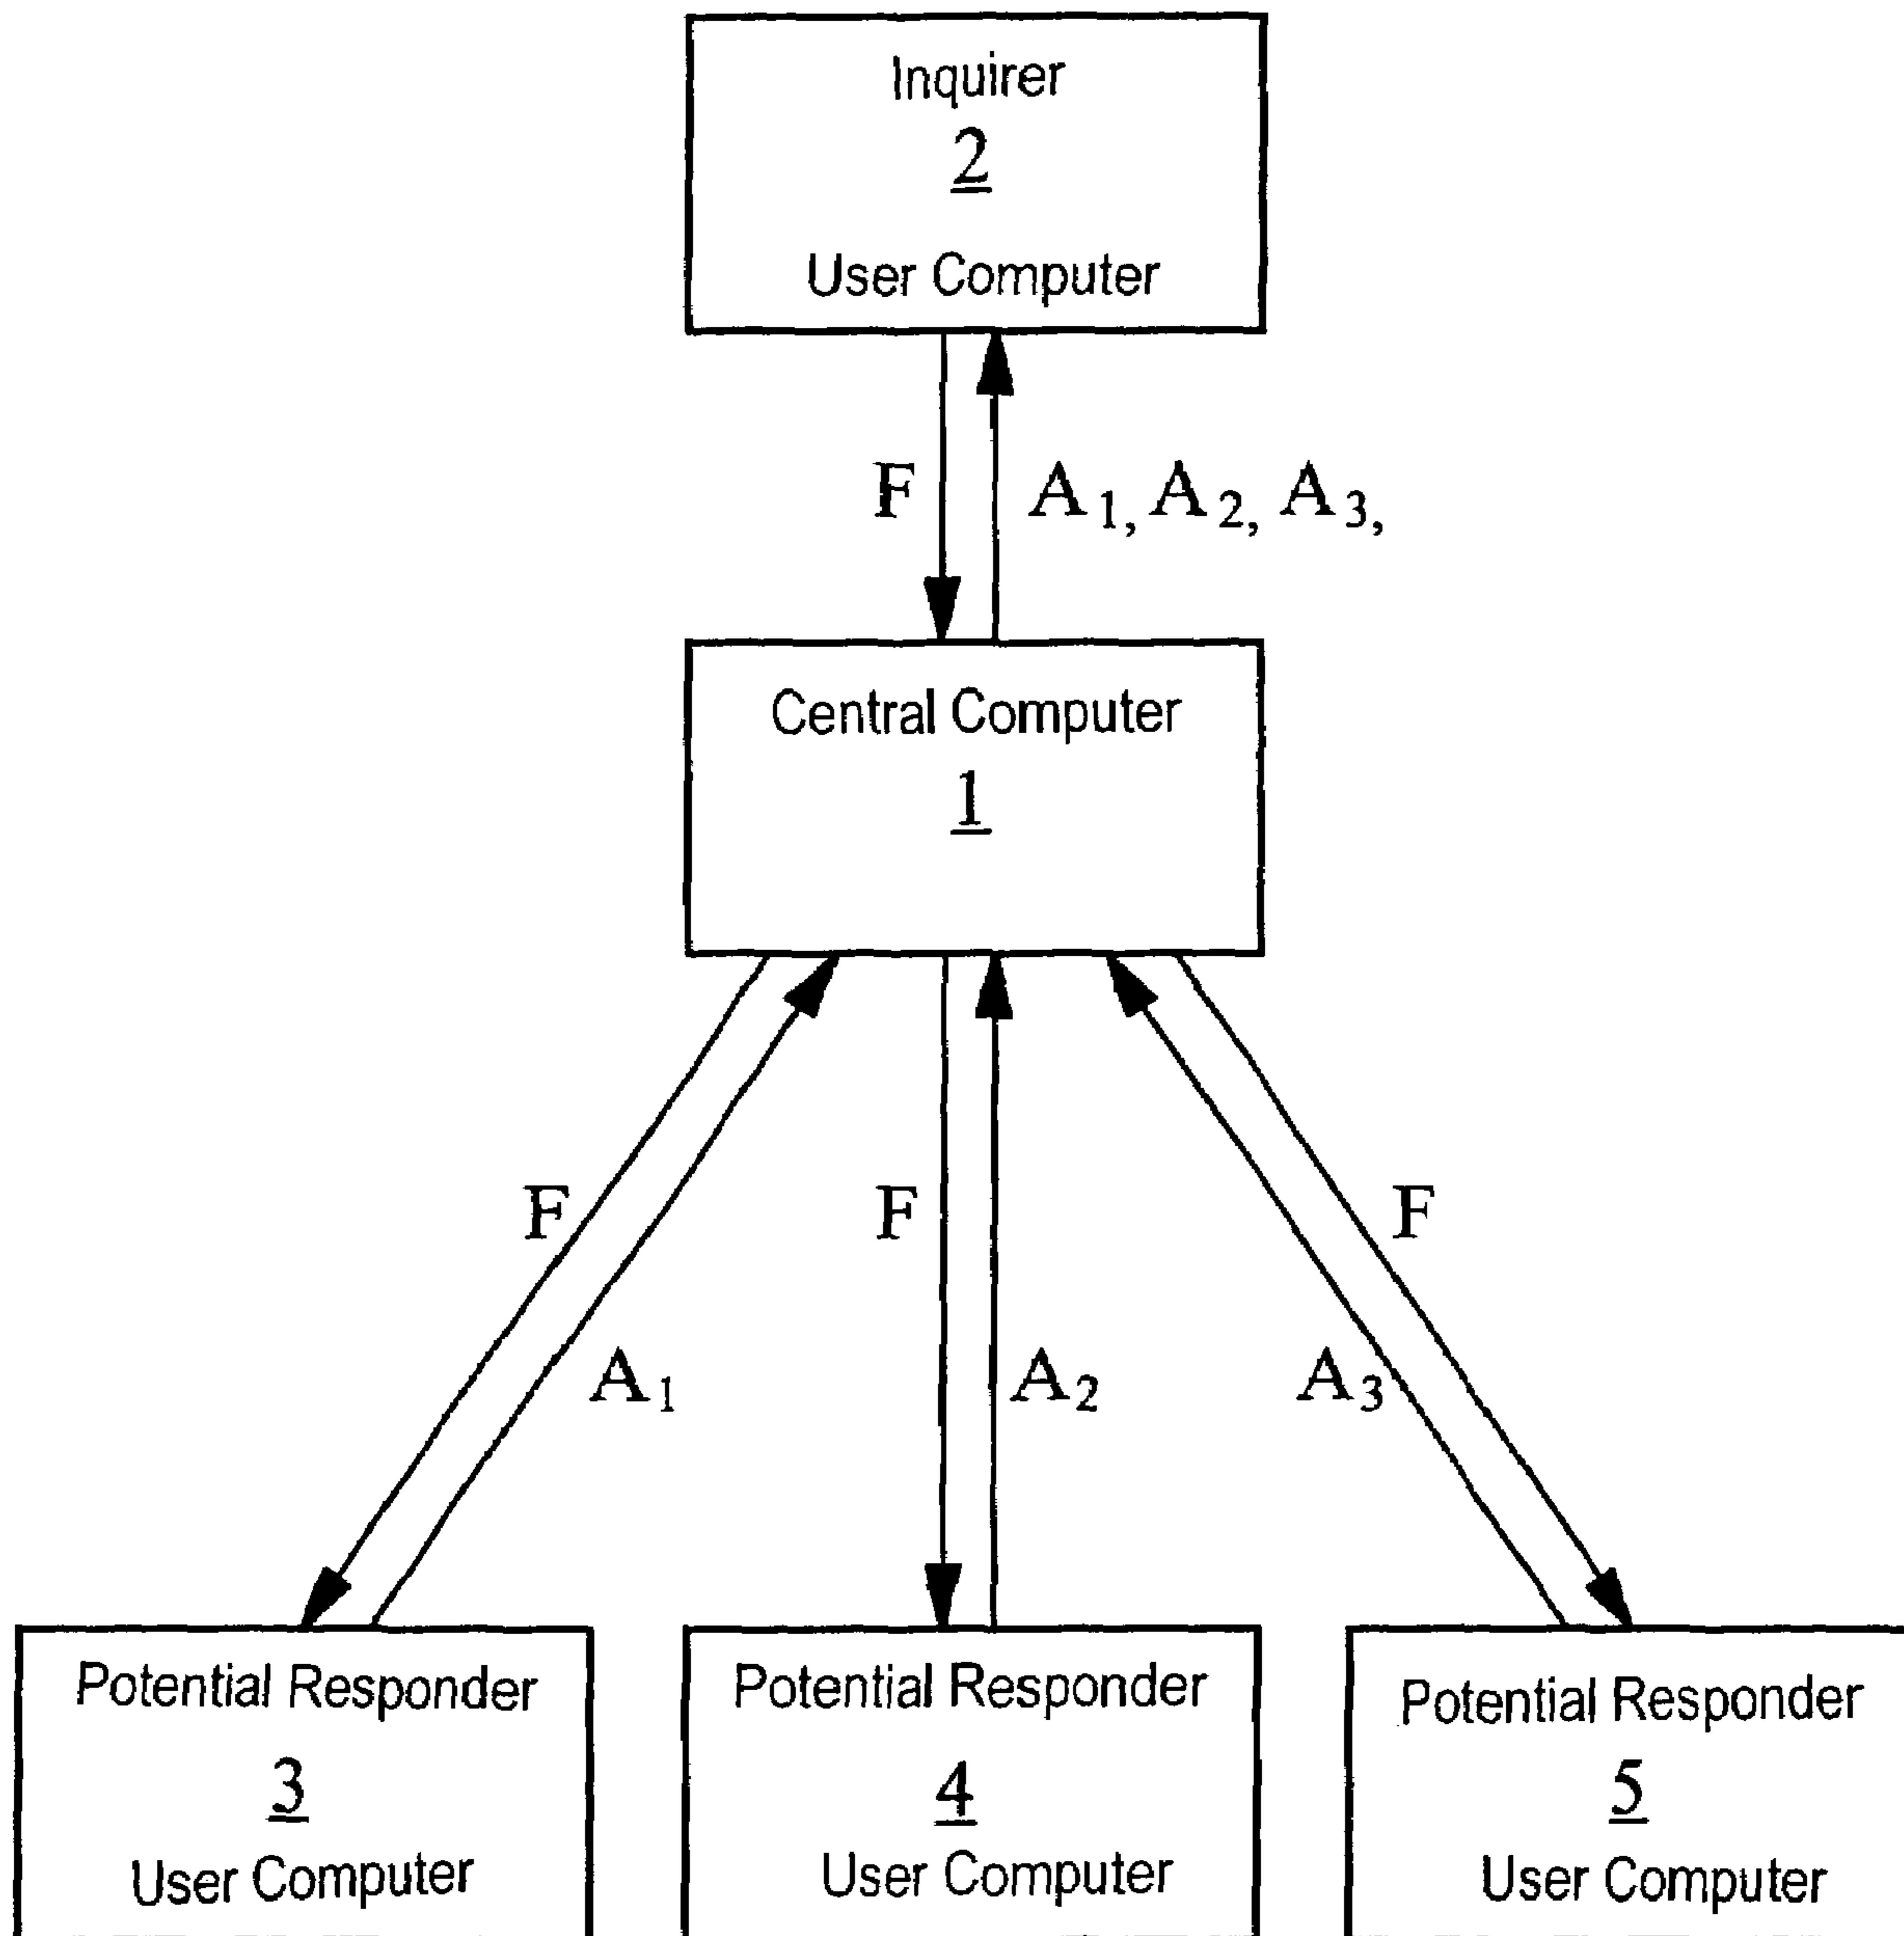 Inquirer
2
User Computer
F
A1, A2, A3,
Central Computer
1
F
F
F
A1
A2
A3
Potential Responder
3
User Computer
Potential Responder
4
User Computer
Potential Responder
5
User Computer